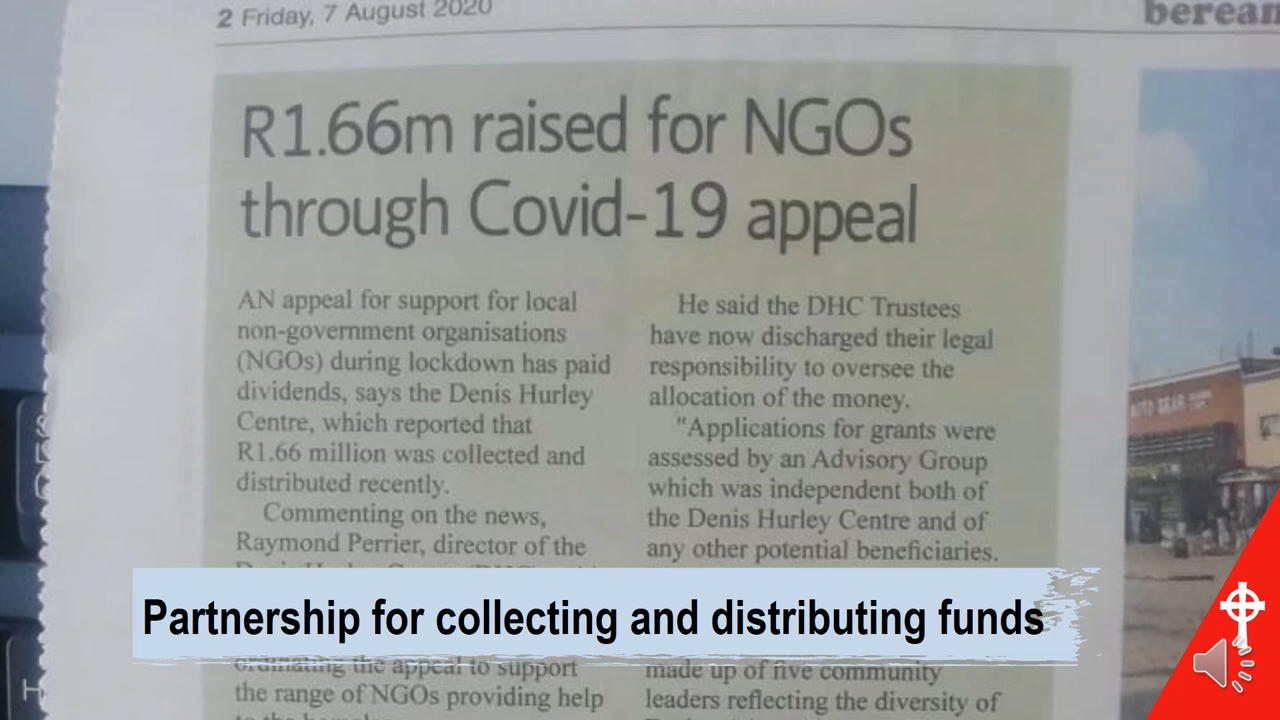 2 Friday, 7 August 2020
berean
R1.66m raised for NGOs
through Covid-19 appeal
AN appeal for support for local
non-government organisations
(NGOs) during lockdown has paid
dividends, says the Denis Hurley
Centre, which reported that
R1.66 million was collected and
distributed recently.
Commenting on the news,
Raymond Perrier, director of the
ordinating the appeal to support
the range of NGOs providing help
He said the DHC Trustees
have now discharged their legal
responsibility to oversee the
allocation of the money.
"Applications for grants were
assessed by an Advisory Group
which was independent both of
the Denis Hurley Centre and of
any other potential beneficiaries.
made up of five community
leaders reflecting the diversity of
Partnership for collecting and distributing funds